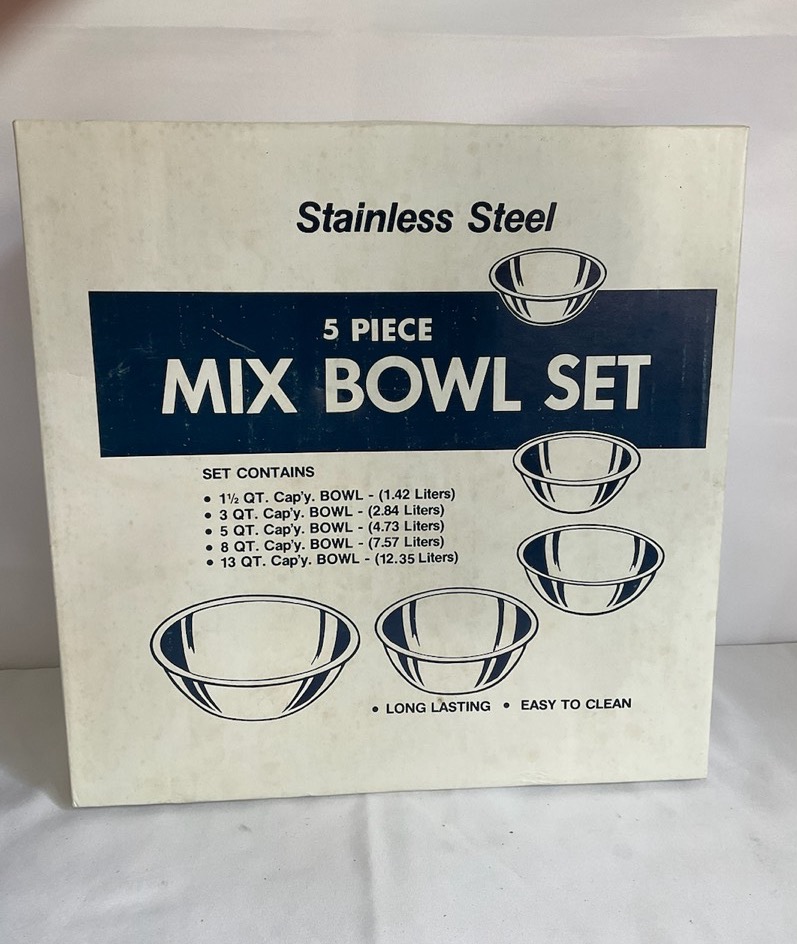 Stainless Steel
5 PIECE
MIX BOWL SET
SET CONTAINS
• 1½ QT. Cap'y. BOWL - (1.42 Liters)
• 3 QT. Cap'y. BOWL - (2.84 Liters)
• 5 QT. Cap'y. BOWL - (4.73 Liters)
• 8 QT. Cap'y. BOWL - (7.57 Liters)
• 13 QT. Cap'y. BOWL - (12.35 Liters)
• LONG LASTING • EASY TO CLEAN